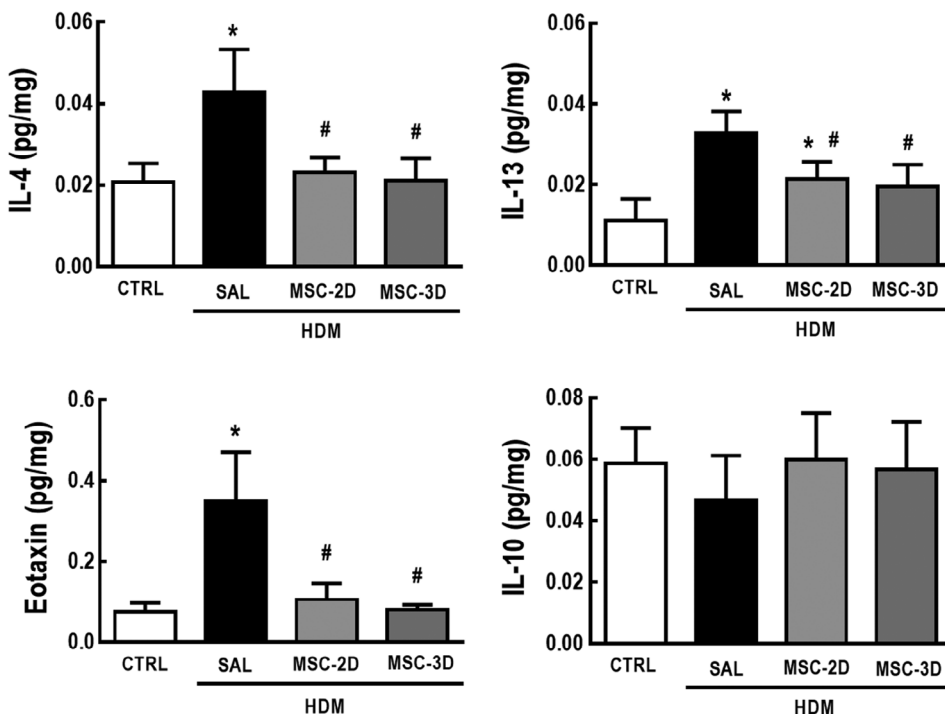 IL-4 (pg/mg)
0.06
0.04
0.02
0.00
*
#
#
CTRL
SAL
MSC-2D
MSC-3D
HDM
IL-13 (pg/mg)
0.06
0.04
0.02
0.00
*
* #
#
CTRL
SAL
MSC-2D
MSC-3D
HDM
Eotaxin (pg/mg)
0.6
0.4
0.2
0.0
*
#
#
CTRL
SAL
MSC-2D
MSC-3D
HDM
IL-10 (pg/mg)
0.08
0.06
0.04
0.02
0.00
CTRL
SAL
MSC-2D
MSC-3D
HDM